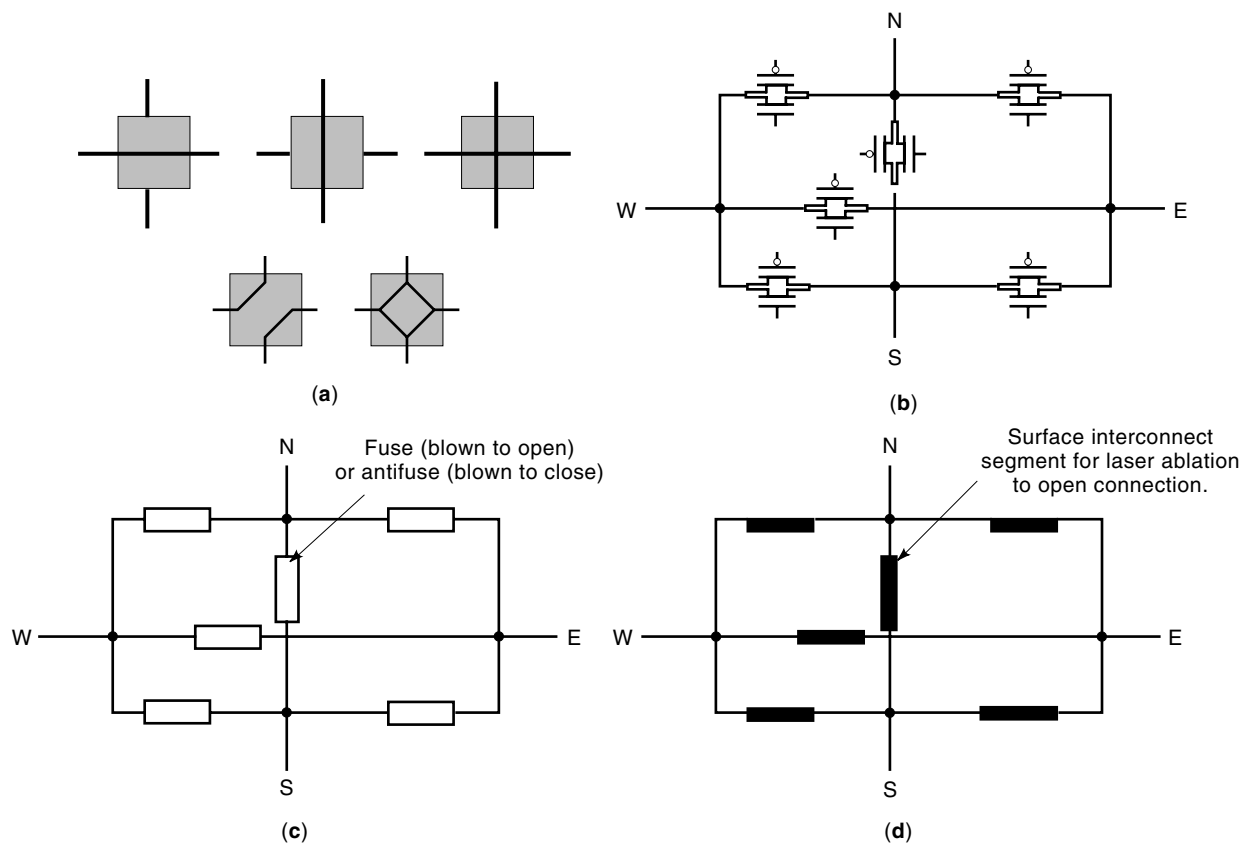 N
W
E
S
(a)
(b)
N
Fuse (blown to open)
or antifuse (blown to close)
W
E
S
(c)
N
Surface interconnect
segment for laser ablation
to open connection.
W
E
S
(d)